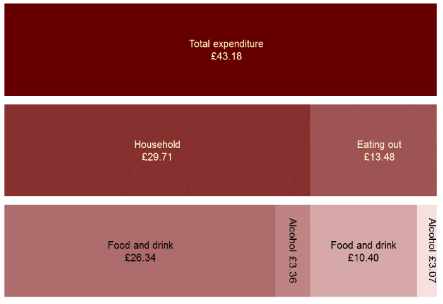 Total expenditure
£43.18
Household
£29.71
Eating out
£13.48
Food and drink
£26.34
Alcohol £3.36
Food and drink
£10.40
Alcohol £3.07